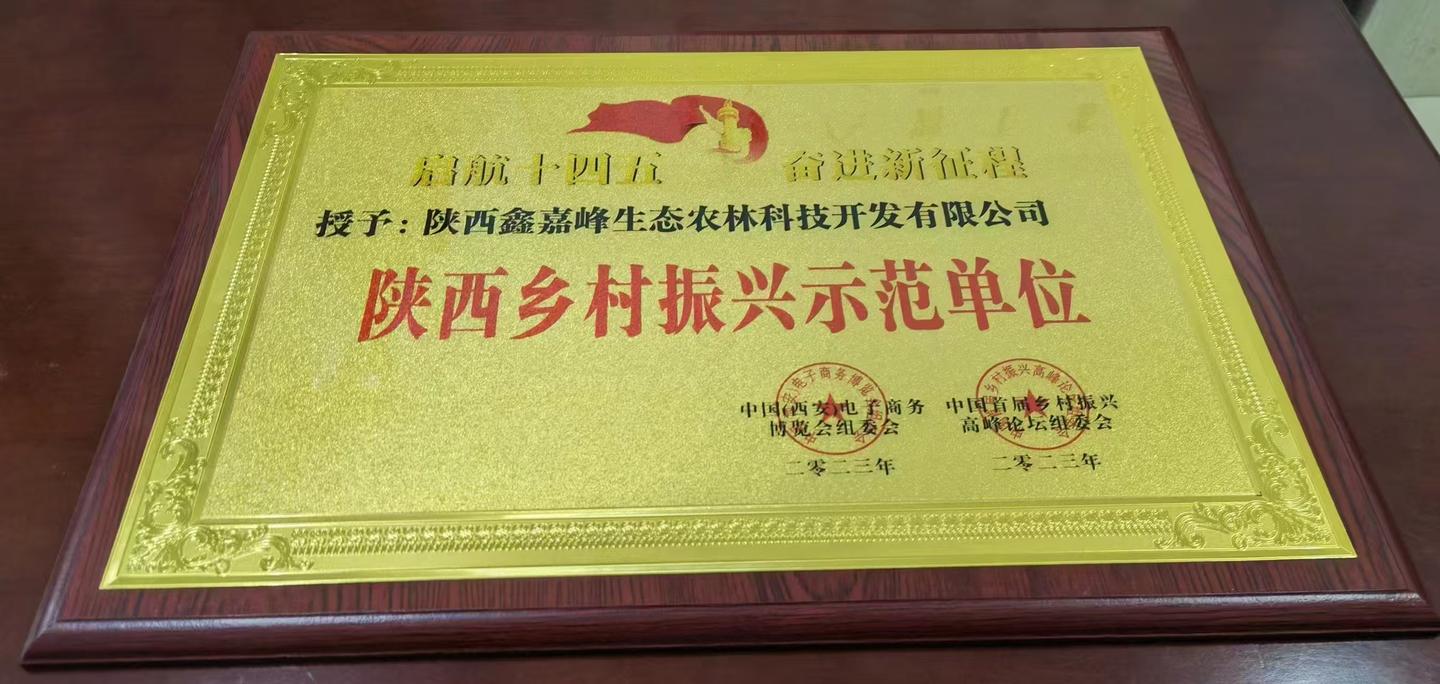 启航十四五 奋进新征程
授予：陕西鑫嘉峰生态农林科技开发有限公司
陕西乡村振兴示范单位
中国(西安)电子商务
博览会组委会
二零二三年
中国首届乡村振兴
高峰论坛组委会
二零二三年